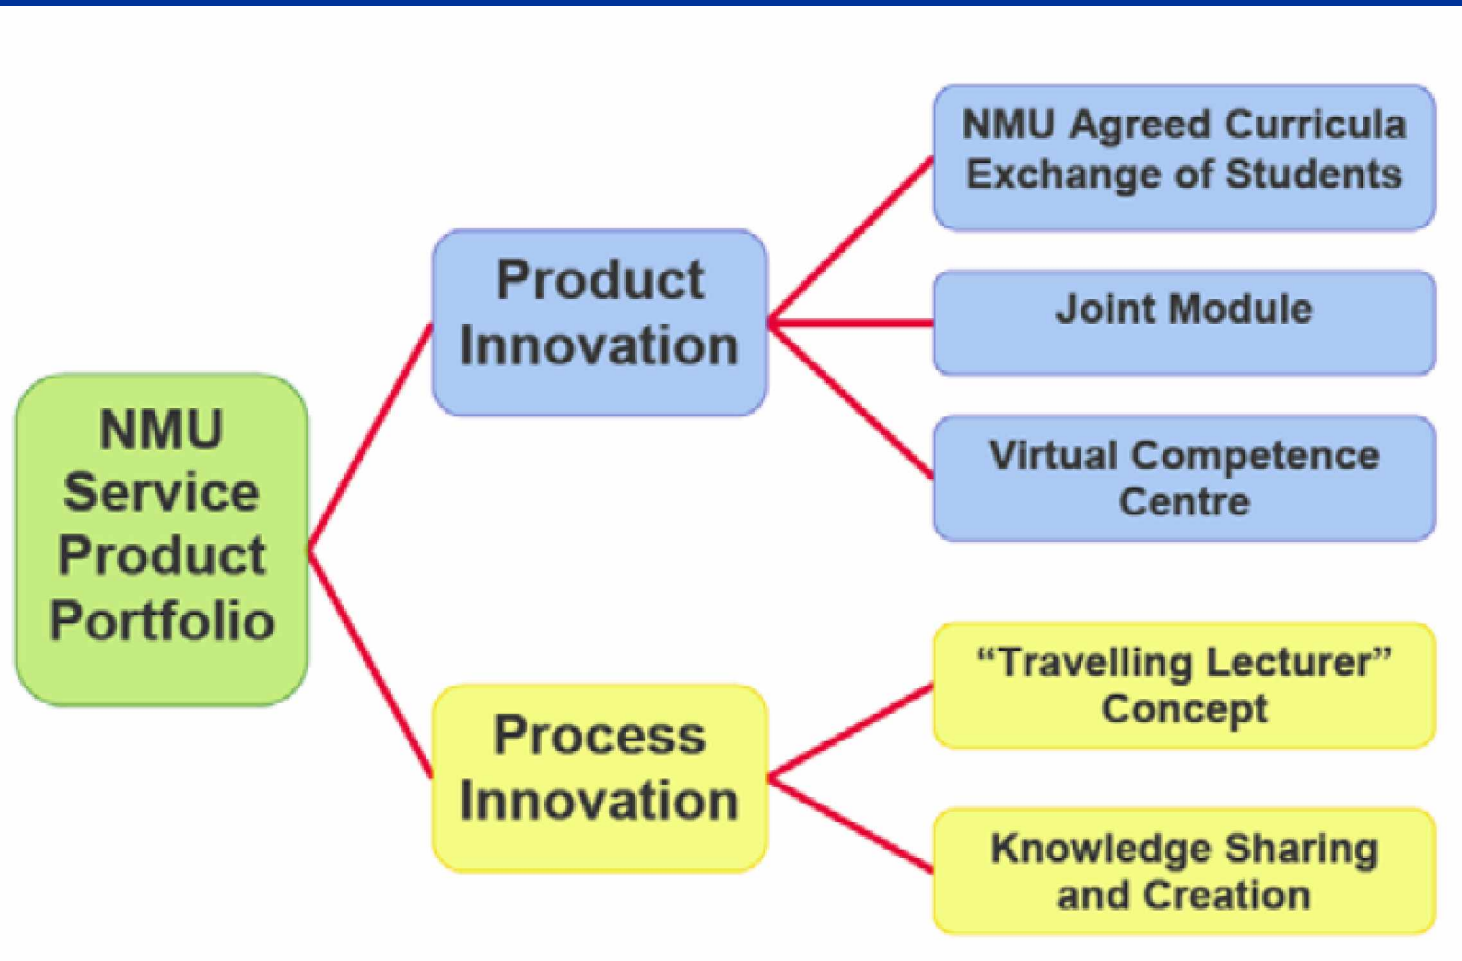 NMU
Service
Product
Portfolio
Product
Innovation
NMU Agreed Curricula
Exchange of Students
Joint Module
Virtual Competence
Centre
Process
Innovation
“Travelling Lecturer”
Concept
Knowledge Sharing
and Creation